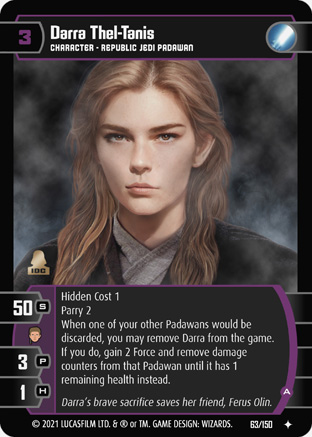 3 Darra Thel-Tanis
CHARACTER - REPUBLIC JEDI PADAWAN
IDC
50 S
3 P
1 H
Hidden Cost 1
Parry 2
When one of your other Padawans would be
discarded, you may remove Darra from the game.
If you do, gain 2 Force and remove damage
counters from that Padawan until it has 1
remaining health instead.
A
Darra's brave sacrifice saves her friend, Ferus Olin.
© 2021 LUCASFILM LTD. & ® or TM. GAME DESIGN: WIZARDS. 63/150